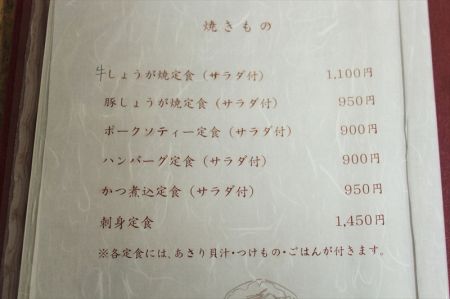 焼きもの
牛しょうが焼定食（サラダ付） 1,100円
豚しょうが焼定食（サラダ付） 950円
ポークソティー定食（サラダ付） 900円
ハンバーグ定食（サラダ付） 900円
かつ煮込定食（サラダ付） 950円
刺身定食 1,450円
※各定食には、あさり貝汁・つけもの・ごはんが付きます。